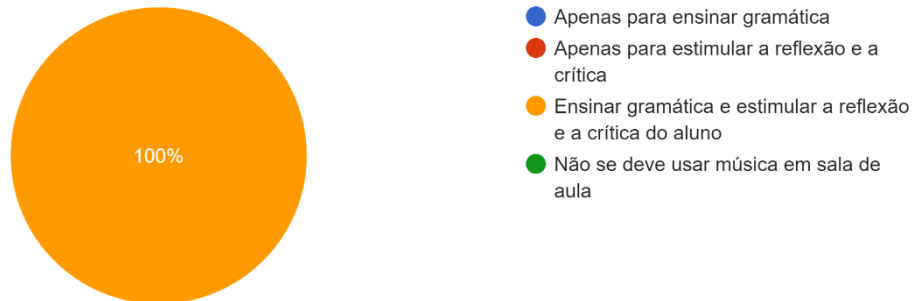 100%
Apenas para ensinar gramática
Apenas para estimular a reflexão e a
crítica
Ensinar gramática e estimular a reflexão
e a crítica do aluno
Não se deve usar música em sala de
aula